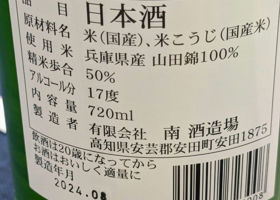 品目 日本酒
原材料名 米(国産)、米こうじ(国産米)
使用米 兵庫県産 山田錦100%
精米歩合 50%
アルコール分 17度
内容量 720ml
製造者 有限会社 南酒造場
高知県安芸郡安田町安田1875
飲酒は20歳になってから
お酒はおいしく適量に
製造年月
2024.08